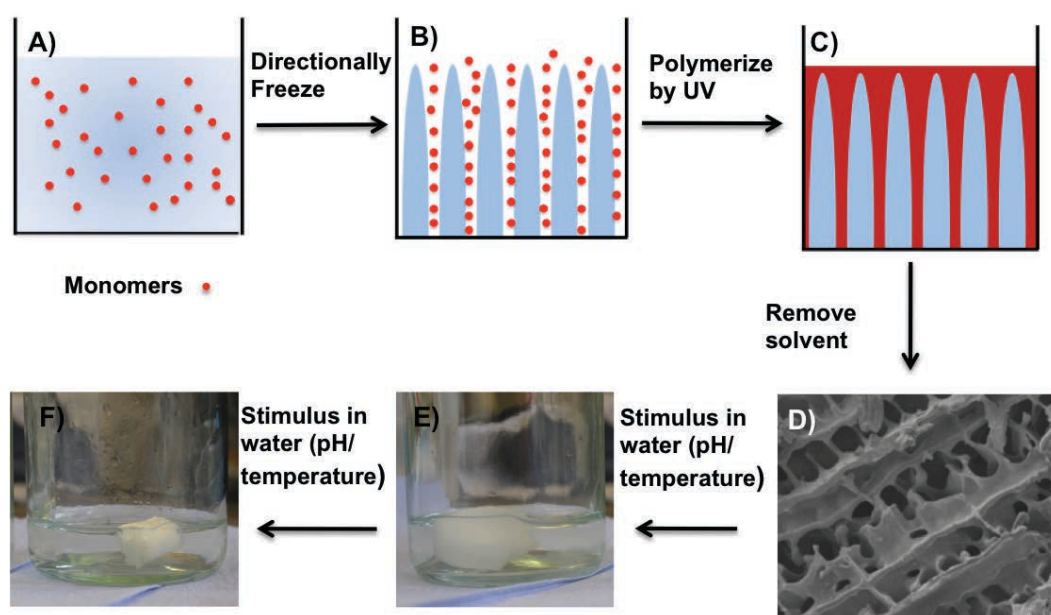 A)
Directionally
Freeze
B)
Polymerize
by UV
C)
Monomers
Remove
solvent
D)
Stimulus in
water (pH/
temperature)
E)
Stimulus in
water (pH/
temperature)
F)